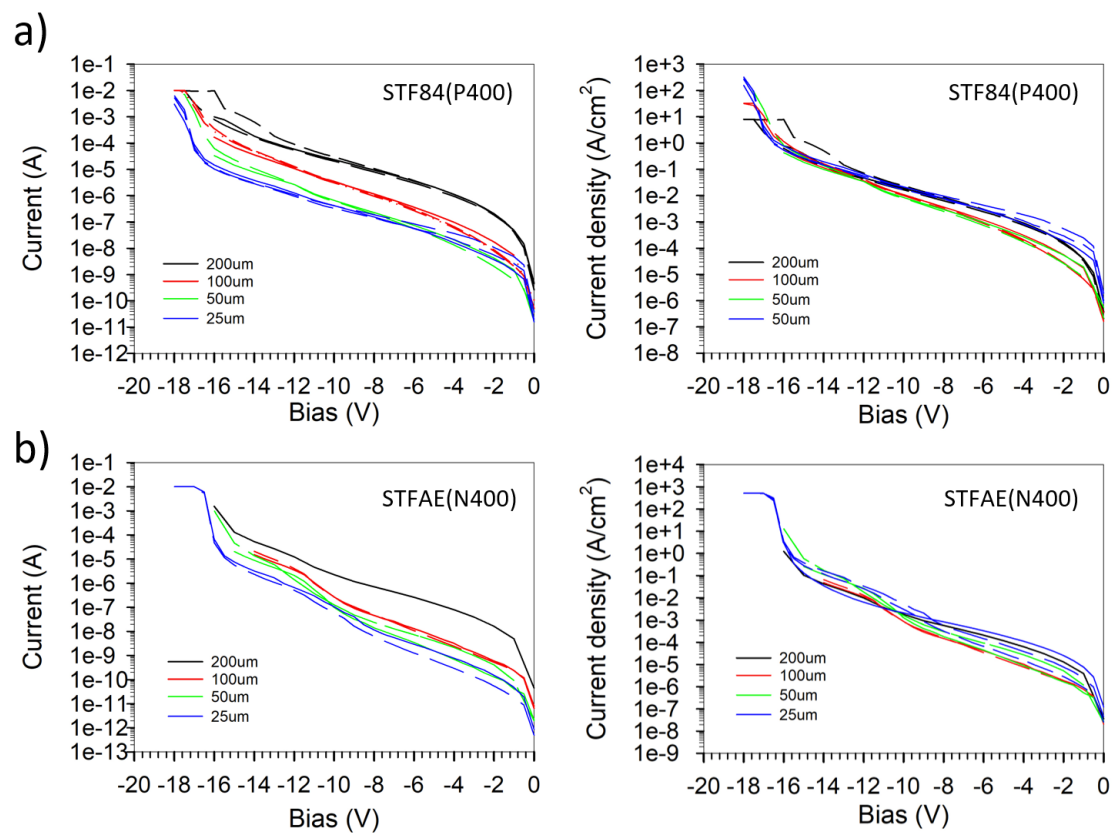 a)
STF84(P400)
Current (A)
1e-1
1e-2
1e-3
1e-4
1e-5
1e-6
1e-7
1e-8
1e-9
1e-10
1e-11
1e-12
200um
100um
50um
25um
-20 -18 -16 -14 -12 -10 -8 -6 -4 -2 0
Bias (V)
STF84(P400)
Current density (A/cm²)
1e+3
1e+2
1e+1
1e+0
1e-1
1e-2
1e-3
1e-4
1e-5
1e-6
1e-7
1e-8
200um
100um
50um
50um
-20 -18 -16 -14 -12 -10 -8 -6 -4 -2 0
Bias (V)
b)
STFAE(N400)
Current (A)
1e-1
1e-2
1e-3
1e-4
1e-5
1e-6
1e-7
1e-8
1e-9
1e-10
1e-11
1e-12
1e-13
200um
100um
50um
25um
-20 -18 -16 -14 -12 -10 -8 -6 -4 -2 0
Bias (V)
STFAE(N400)
Current density (A/cm²)
1e+4
1e+3
1e+2
1e+1
1e+0
1e-1
1e-2
1e-3
1e-4
1e-5
1e-6
1e-7
1e-8
1e-9
200um
100um
50um
25um
-20 -18 -16 -14 -12 -10 -8 -6 -4 -2 0
Bias (V)